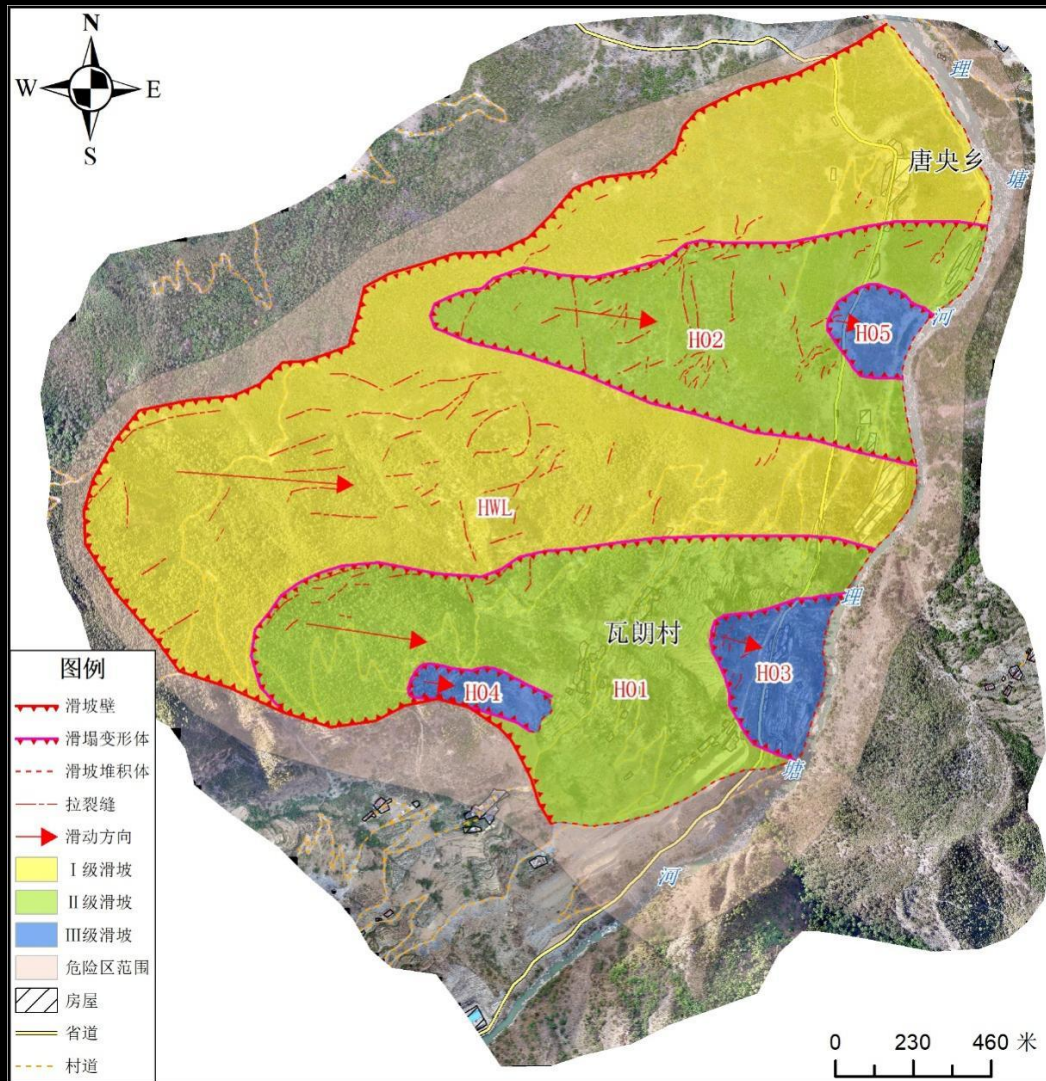 N
W
E
S
理
唐央乡
塘
H02
H05
河
HWL
理
瓦朗村
H03
H04
H01
塘
河
图例
滑坡壁
滑塌变形体
滑坡堆积体
拉裂缝
滑动方向
I级滑坡
II级滑坡
III级滑坡
危险区范围
房屋
省道
村道
0 230 460 米